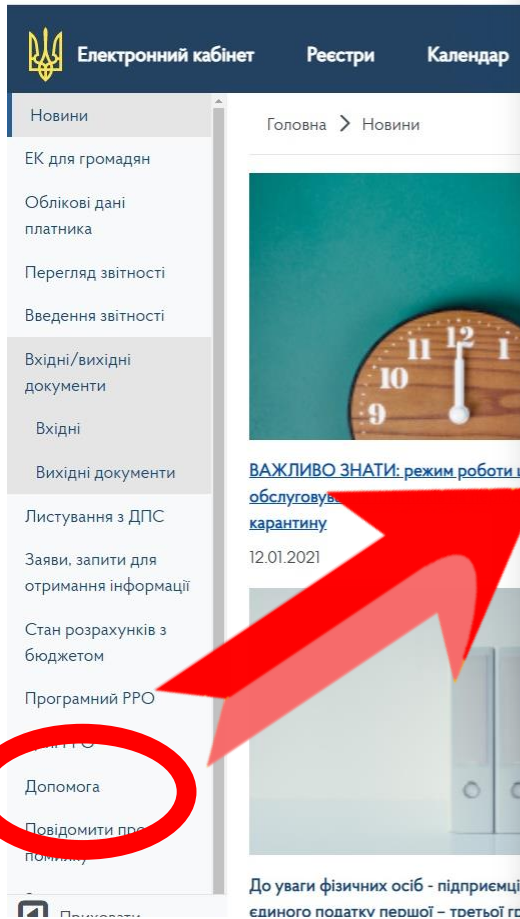 Електронний кабінет Реєстри Календар
Новини
ЕК для громадян
Облікові дані
платника
Перегляд звітності
Введення звітності
Вхідні/вихідні
документи
Вхідні
Вихідні документи
Листування з ДПС
Заяви, запити для
отримання інформації
Стан розрахунків з
бюджетом
Програмний РРО
РРО
Допомога
Повідомити про
помилку
Приховати
Головна > Новини
11 12 1
10
9
ВАЖЛИВО ЗНАТИ: режим роботи
обслугову
карантину
12.01.2021
До уваги фізичних осіб - підприємці
єдиного податку першої – третьої гр